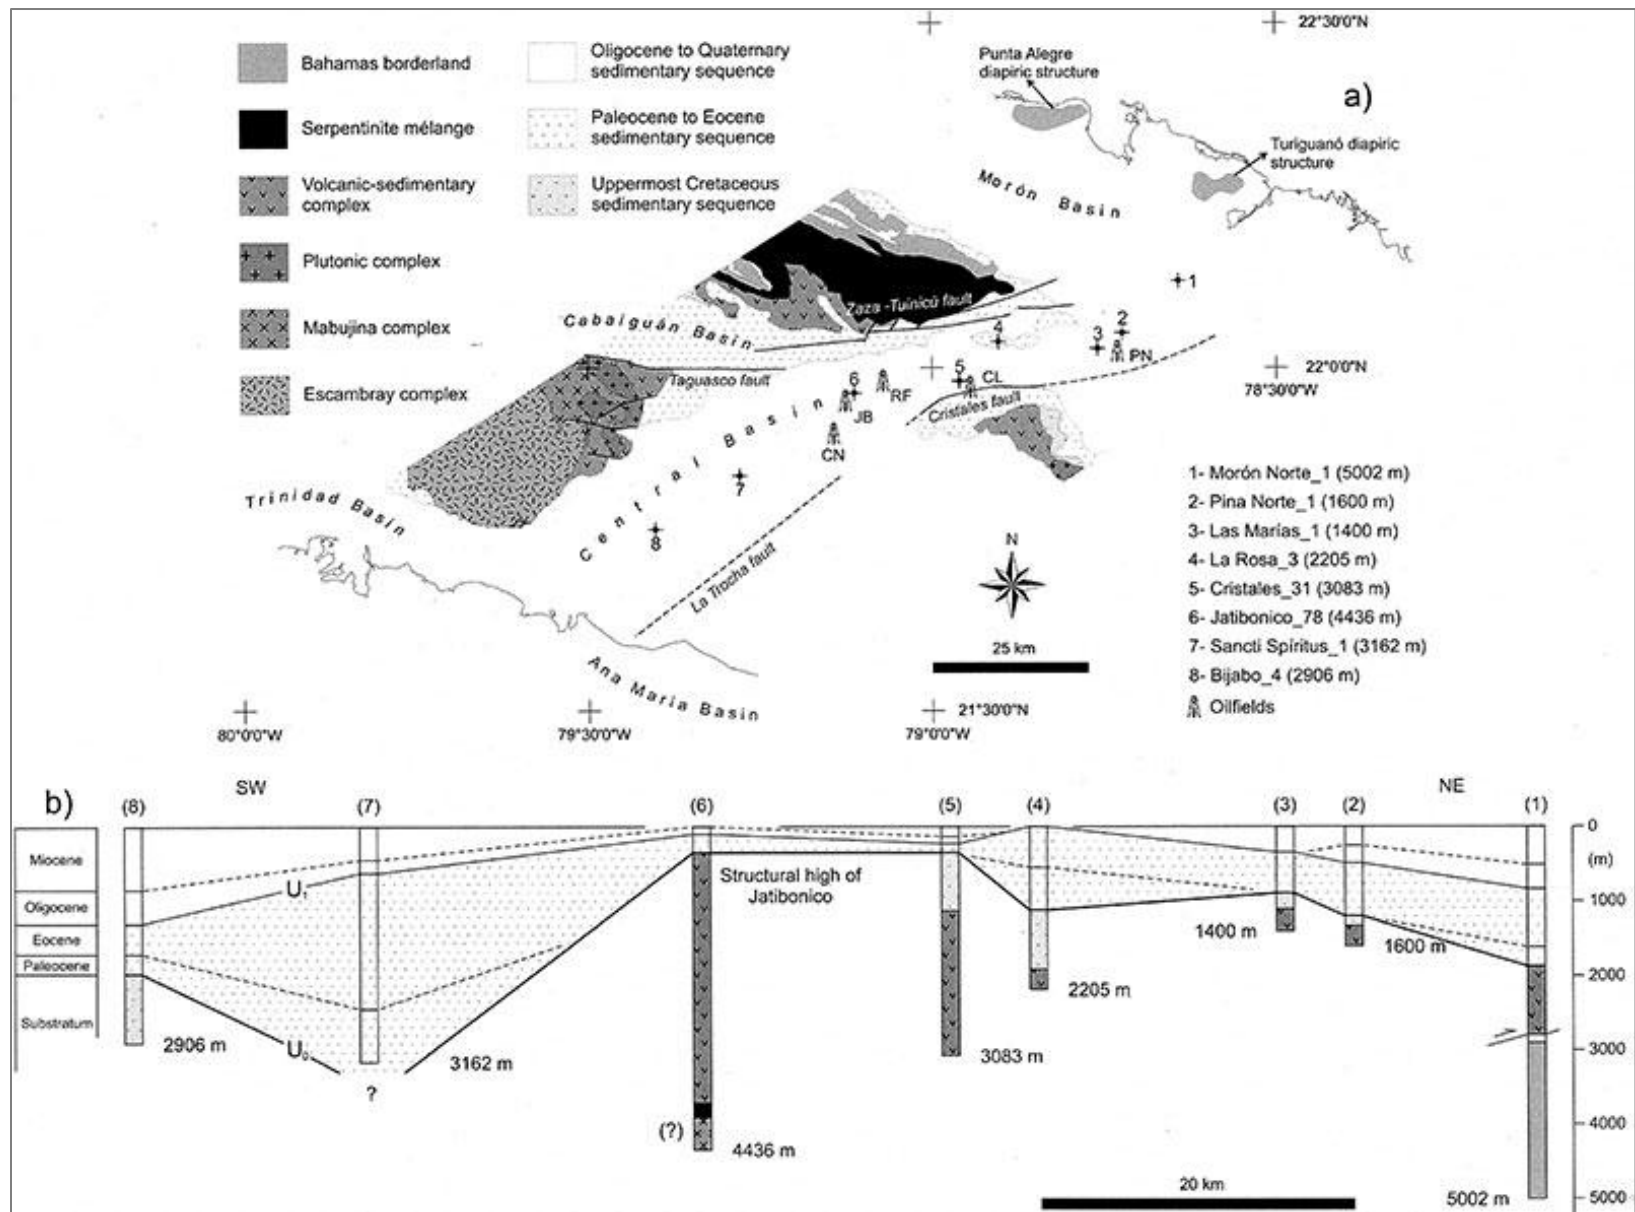 a)
Bahamas borderland
Serpentinite mélange
Volcanic-sedimentary
complex
Plutonic complex
Mabujina complex
Escambray complex
Oligocene to Quaternary
sedimentary sequence
Paleocene to Eocene
sedimentary sequence
Uppermost Cretaceous
sedimentary sequence
22°30'0"N
Punta Alegre
diapiric structure
Turiguanó diapiric
structure
Morón Basin
Zaza -Tuinicú fault
Cabaiguán Basin
Taguasco fault
Cristales fault
Central Basin
Trinidad Basin
La Trocha fault
Ana Maria Basin
1
2
3
4
5
6
7
8
PN
CL
RF
JB
CN
22°0'0"N
78°30'0"W
N
25 km
1- Morón Norte_1 (5002 m)
2- Pina Norte_1 (1600 m)
3- Las Marías_1 (1400 m)
4- La Rosa_3 (2205 m)
5- Cristales_31 (3083 m)
6- Jatibonico_78 (4436 m)
7- Sancti Spíritus_1 (3162 m)
8- Bijabo_4 (2906 m)
Oilfields
21°30'0"N
80°0'0"W
79°30'0"W
79°0'0"W
b)
SW
NE
(8)
(7)
(6)
(5)
(4)
(3)
(2)
(1)
Miocene
Oligocene
Eocene
Paleocene
Substratum
U1
U0
?
Structural high of
Jatibonico
(?)
2906 m
3162 m
4436 m
3083 m
2205 m
1400 m
1600 m
5002 m
0
(m)
1000
2000
3000
4000
5000
20 km